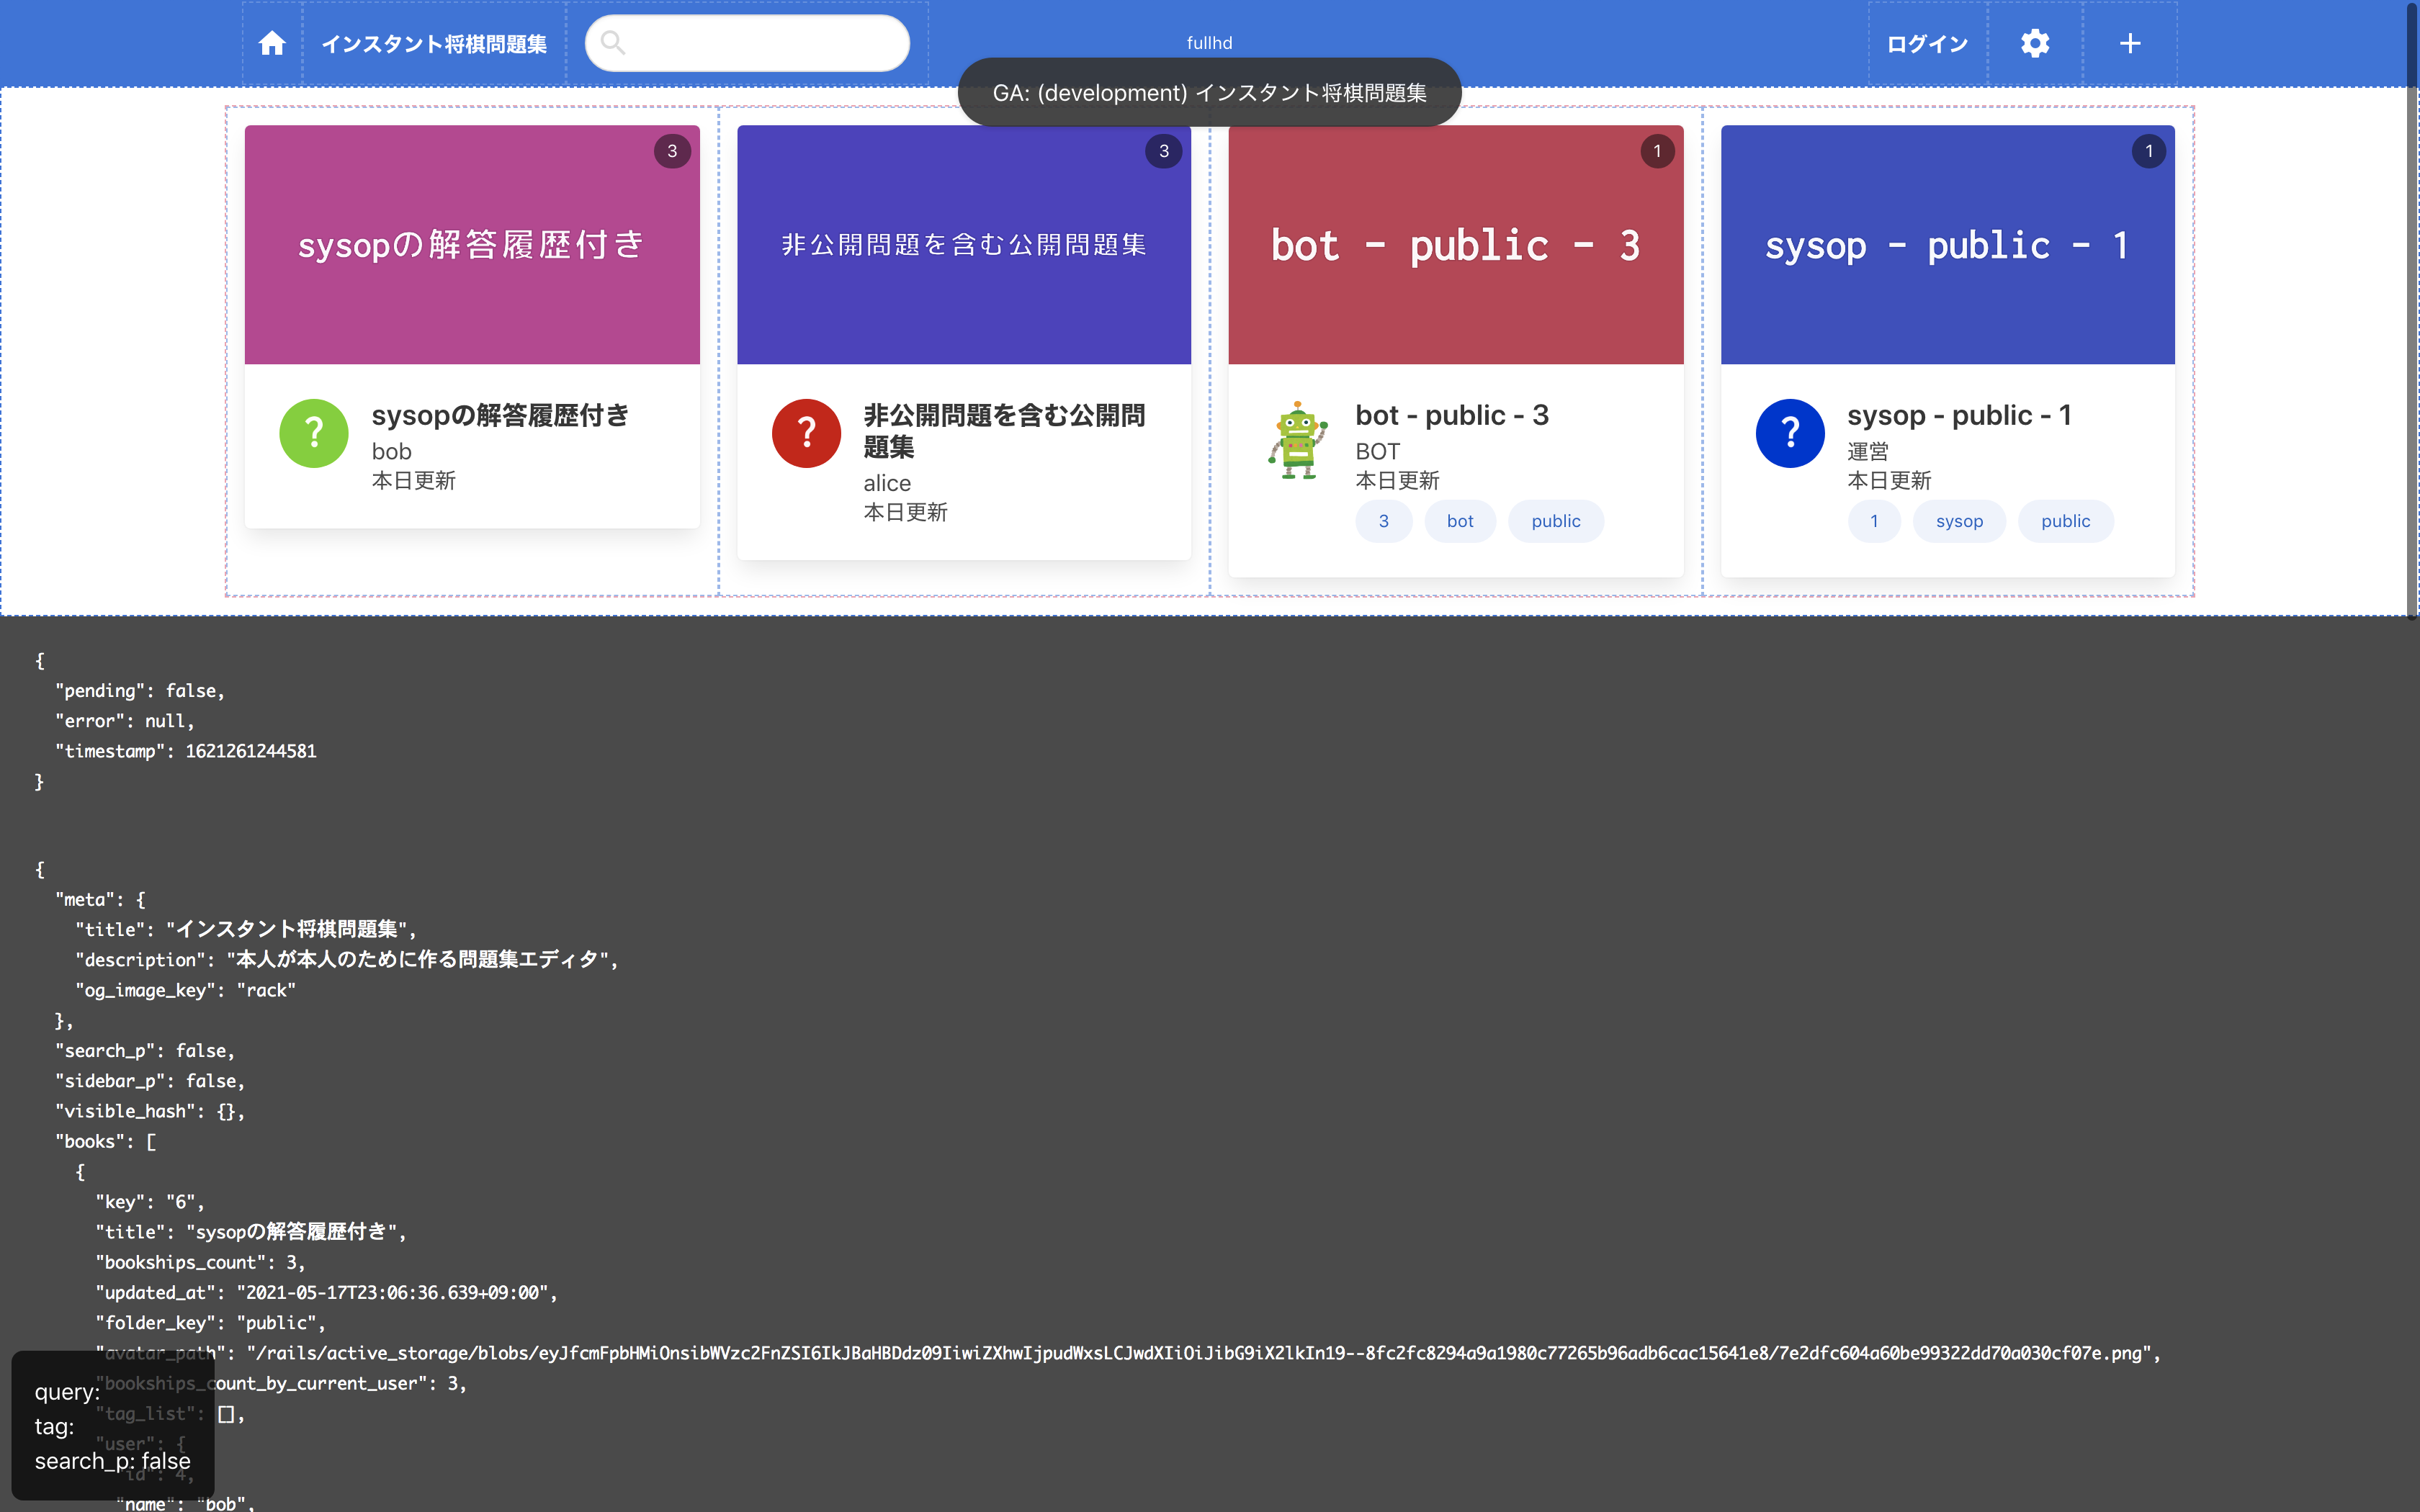 インスタント将棋問題集
fullhd
ログイン
GA: (development) インスタント将棋問題集
3
sysopの解答履歴付き
sysopの解答履歴付き
bob
本日更新
3
非公開問題を含む公開問題集
非公開問題を含む公開問
題集
alice
本日更新
1
bot - public - 3
bot - public - 3
BOT
本日更新
3 bot public
1
sysop - public - 1
sysop - public - 1
運営
本日更新
1 sysop public
{
"pending": false,
"error": null,
"timestamp": 1621261244581
}
{
"meta": {
"title": "インスタント将棋問題集",
"description": "本人が本人のために作る問題集エディタ",
"og_image_key": "rack"
},
"search_p": false,
"sidebar_p": false,
"visible_hash": {},
"books": [
{
"key": "6",
"title": "sysopの解答履歴付き",
"bookships_count": 3,
"updated_at": "2021-05-17T23:06:36.639+09:00",
"folder_key": "public",
"avatar_path": "/rails/active_storage/blobs/eyJfcmFpbHMiOnsibWVzc2FnZSI6IkJBaHBDdz09IiwiZXhwIjpudWxsLCJwdXIiOiJibG9iX2lkIn19--8fc2fc8294a9a1980c77265b96adb6cac15641e8/7e2dfc604a60be99322dd70a030cf07e.png",
"bookships_count_by_current_user": 3,
"tag_list": [],
"user": {
"id": 4,
"name": "bob",
query:
tag:
search_p: false